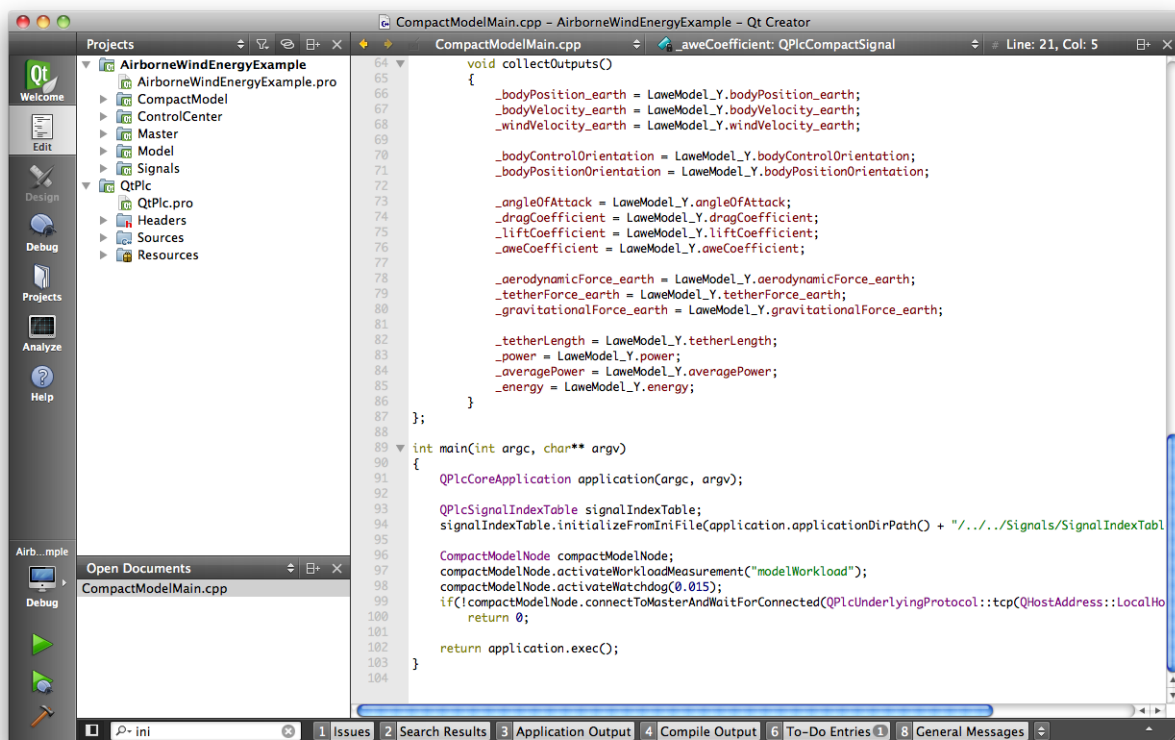 CompactModelMain.cpp – AirborneWindEnergyExample – Qt Creator
Projects
CompactModelMain.cpp
_aweCoefficient: QPlcCompactSignal
# Line: 21, Col: 5
Qt
Welcome
Edit
Design
Debug
Projects
Analyze
Help
Airb...mple
Debug
AirborneWindEnergyExample
AirborneWindEnergyExample.pro
CompactModel
ControlCenter
Master
Model
Signals
QtPlc
QtPlc.pro
Headers
Sources
Resources
Open Documents
CompactModelMain.cpp
64 void collectOutputs()
65 {
66 _bodyPosition_earth = LaweModel_Y.bodyPosition_earth;
67 _bodyVelocity_earth = LaweModel_Y.bodyVelocity_earth;
68 _windVelocity_earth = LaweModel_Y.windVelocity_earth;
69
70 _bodyControlOrientation = LaweModel_Y.bodyControlOrientation;
71 _bodyPositionOrientation = LaweModel_Y.bodyPositionOrientation;
72
73 _angleOfAttack = LaweModel_Y.angleOfAttack;
74 _dragCoefficient = LaweModel_Y.dragCoefficient;
75 _liftCoefficient = LaweModel_Y.liftCoefficient;
76 _aweCoefficient = LaweModel_Y.aweCoefficient;
77
78 _aerodynamicForce_earth = LaweModel_Y.aerodynamicForce_earth;
79 _tetherForce_earth = LaweModel_Y.tetherForce_earth;
80 _gravitationalForce_earth = LaweModel_Y.gravitationalForce_earth;
81
82 _tetherLength = LaweModel_Y.tetherLength;
83 _power = LaweModel_Y.power;
84 _averagePower = LaweModel_Y.averagePower;
85 _energy = LaweModel_Y.energy;
86 }
87 };
88
89 int main(int argc, char** argv)
90 {
91 QPlcCoreApplication application(argc, argv);
92
93 QPlcSignalIndexTable signalIndexTable;
94 signalIndexTable.initializeFromIniFile(application.applicationDirPath() + "/../../Signals/SignalIndexTabl
95
96 CompactModelNode compactModelNode;
97 compactModelNode.activateWorkloadMeasurement("modelWorkload");
98 compactModelNode.activateWatchdog(0.015);
99 if(!compactModelNode.connectToMasterAndWaitForConnected(QPlcUnderlyingProtocol::tcp(QHostAddress::LocalHo
100 return 0;
101
102 return application.exec();
103 }
104
ini
1 Issues
2 Search Results
3 Application Output
4 Compile Output
6 To-Do Entries 1
8 General Messages